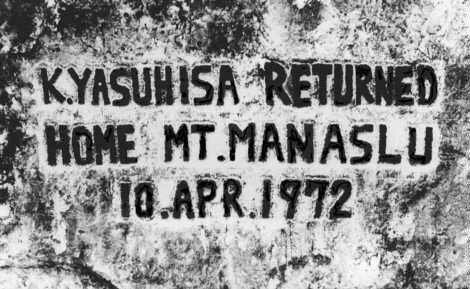 K.YASUHISA RETURNED
HOME MT.MANASLU
10.APR.1972